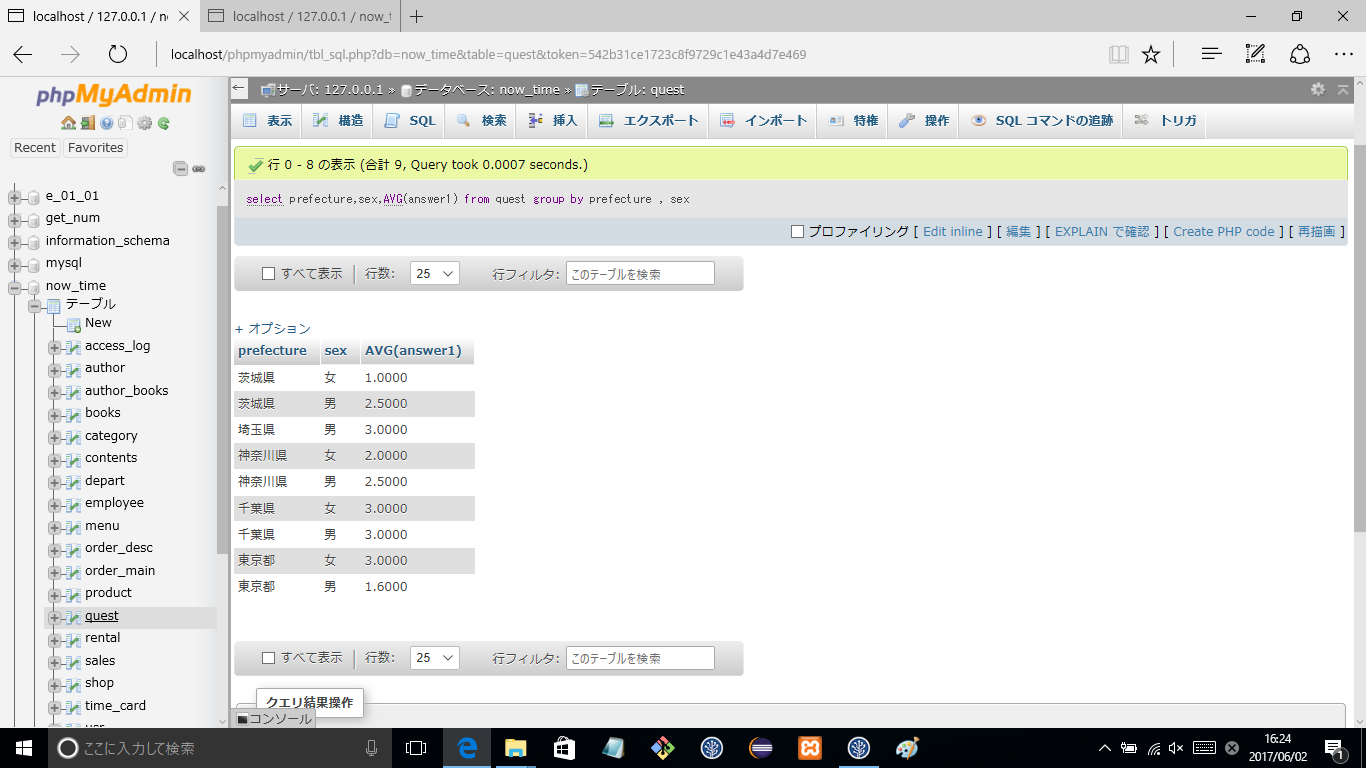 localhost / 127.0.0.1 / no
localhost / 127.0.0.1 / now_t
localhost/phpmyadmin/tbl_sql.php?db=now_time&table=quest&token=542b31ce1723c8f9729c1e43a4d7e469
phpMyAdmin
Recent Favorites
e_01_01
get_num
information_schema
mysql
now_time
テーブル
New
access_log
author
author_books
books
category
contents
depart
employee
menu
order_desc
order_main
product
quest
rental
sales
shop
time_card
usr
サーバ: 127.0.0.1 » データベース: now_time » テーブル: quest
表示 構造 SQL 検索 挿入 エクスポート インポート 特権 操作 SQL コマンドの追跡 トリガ
行 0 - 8 の表示 (合計 9, Query took 0.0007 seconds.)
select prefecture,sex,AVG(answer1) from quest group by prefecture , sex
プロファイリング [ Edit inline ] [ 編集 ] [ EXPLAIN で確認 ] [ Create PHP code ] [ 再描画 ]
すべて表示 行数: 25 行フィルタ: このテーブルを検索
+ オプション
prefecture sex AVG(answer1)
茨城県 女 1.0000
茨城県 男 2.5000
埼玉県 男 3.0000
神奈川県 女 2.0000
神奈川県 男 2.5000
千葉県 女 3.0000
千葉県 男 3.0000
東京都 女 3.0000
東京都 男 1.6000
すべて表示 行数: 25 行フィルタ: このテーブルを検索
クエリ結果操作
コンソール
ここに入力して検索
16:24
2017/06/02
1